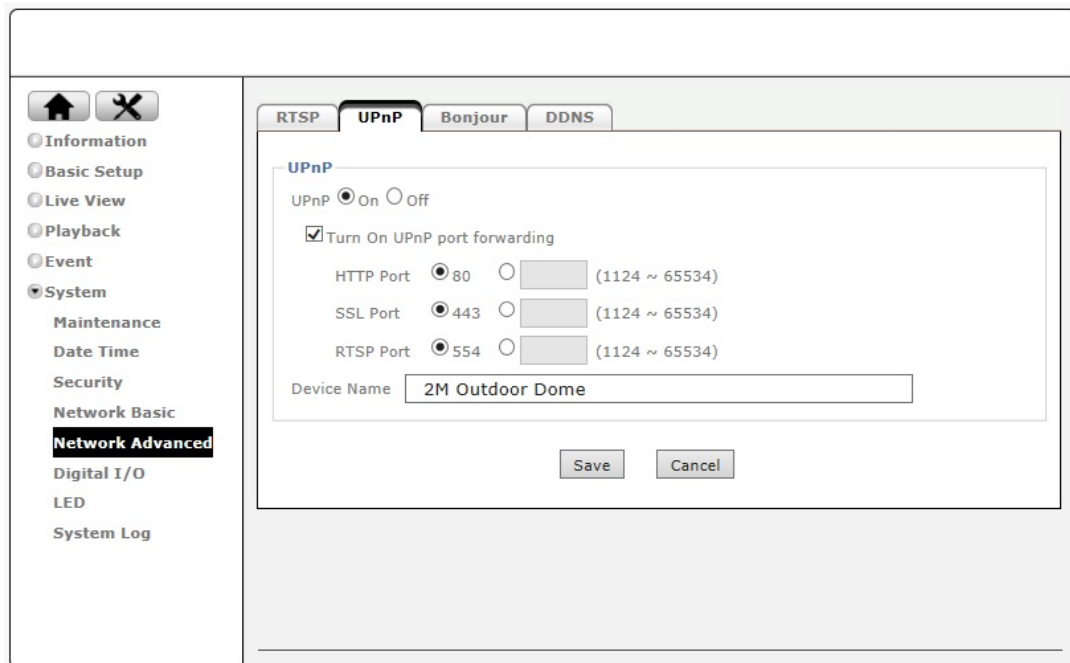 Information
Basic Setup
Live View
Playback
Event
System
Maintenance
Date Time
Security
Network Basic
Network Advanced
Digital I/O
LED
System Log
RTSP UPnP Bonjour DDNS
UPnP
UPnP On Off
Turn On UPnP port forwarding
HTTP Port 80 (1124 ~ 65534)
SSL Port 443 (1124 ~ 65534)
RTSP Port 554 (1124 ~ 65534)
Device Name 2M Outdoor Dome
Save Cancel